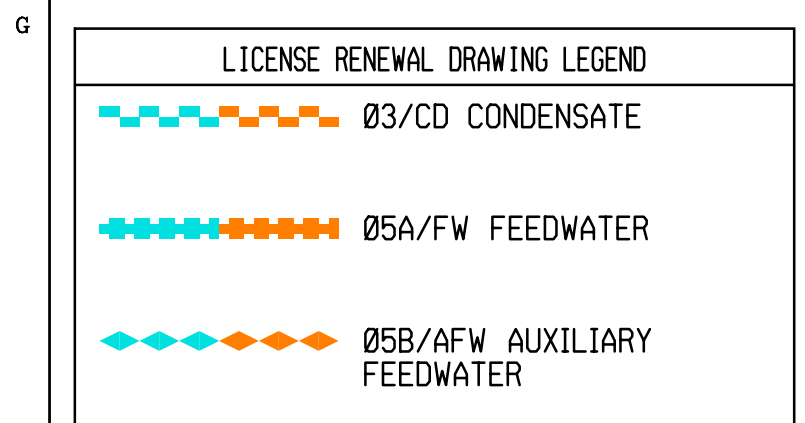 G
LICENSE RENEWAL DRAWING LEGEND
Ø3/CD CONDENSATE
Ø5A/FW FEEDWATER
Ø5B/AFW AUXILIARY
FEEDWATER